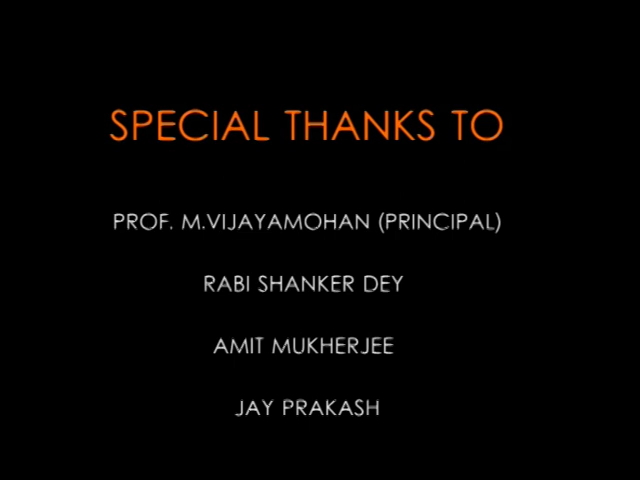 SPECIAL THANKS TO
PROF. M.VIJAYAMOHAN (PRINCIPAL)
RABI SHANKER DEY
AMIT MUKHERJEE
JAY PRAKASH